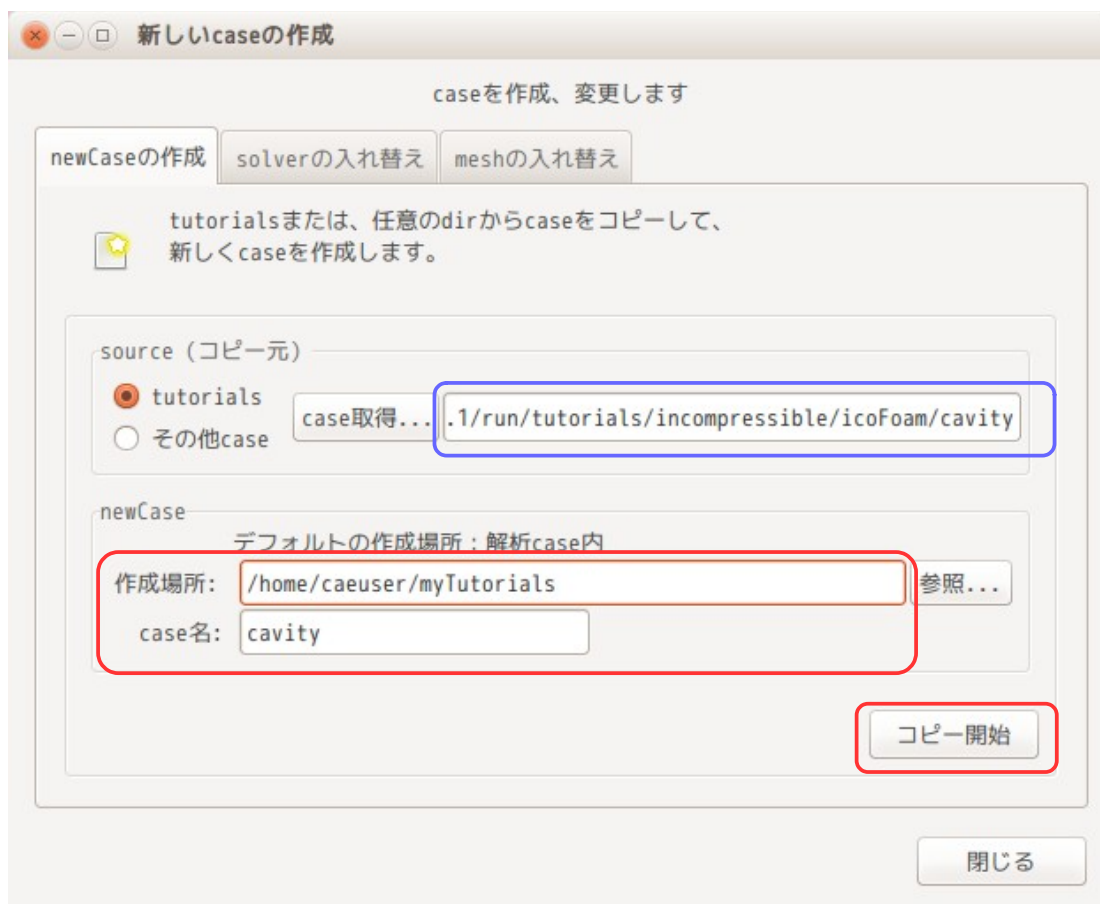 新しいcaseの作成
caseを作成、変更します
newCaseの作成 solverの入れ替え meshの入れ替え
tutorialsまたは、任意のdirからcaseをコピーして、
新しくcaseを作成します。
source (コピー元)
tutorials
その他case
case取得... .1/run/tutorials/incompressible/icoFoam/cavity
newCase
デフォルトの作成場所:解析case内
作成場所: /home/caeuser/myTutorials 参照...
case名: cavity
コピー開始
閉じる